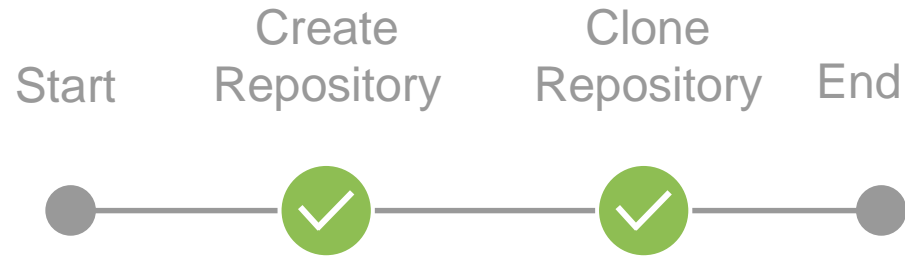 Start
Create
Repository
Clone
Repository
End